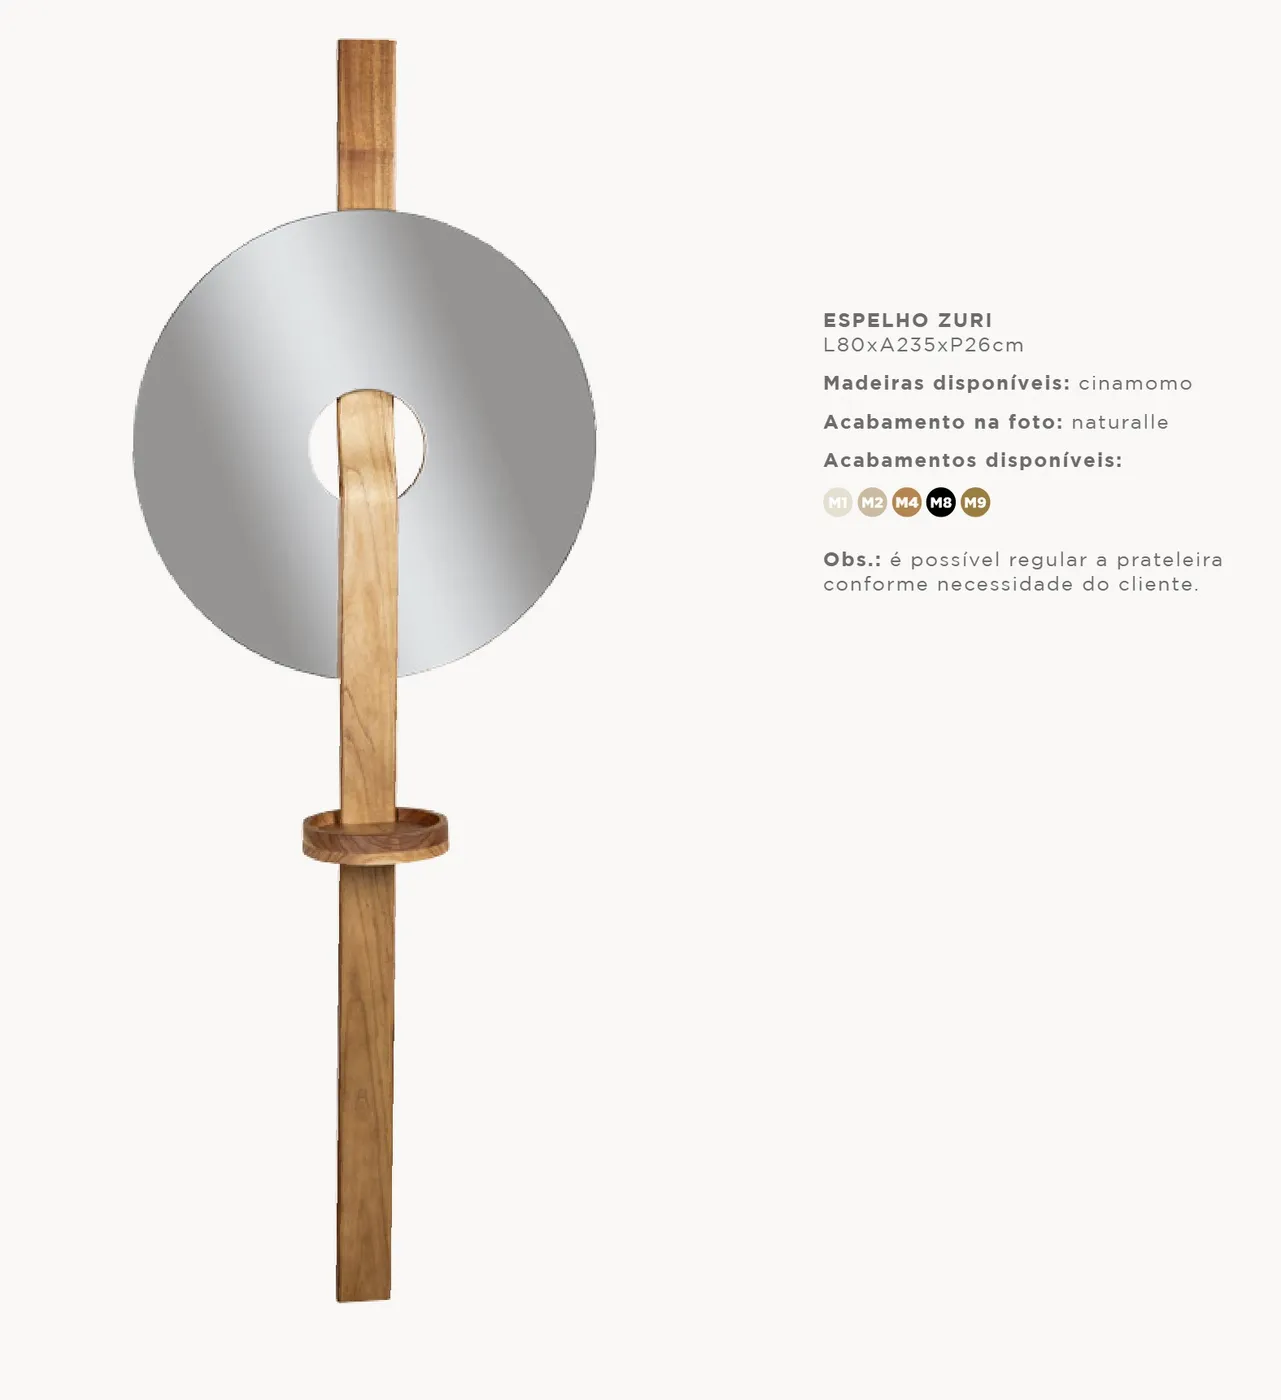 ESPELHO ZURI
L80xA235xP26cm
Madeiras disponíveis: cinamomo
Acabamento na foto: naturalle
Acabamentos disponíveis:
M1 M2 M4 M8 M9
Obs.: é possível regular a prateleira
conforme necessidade do cliente.